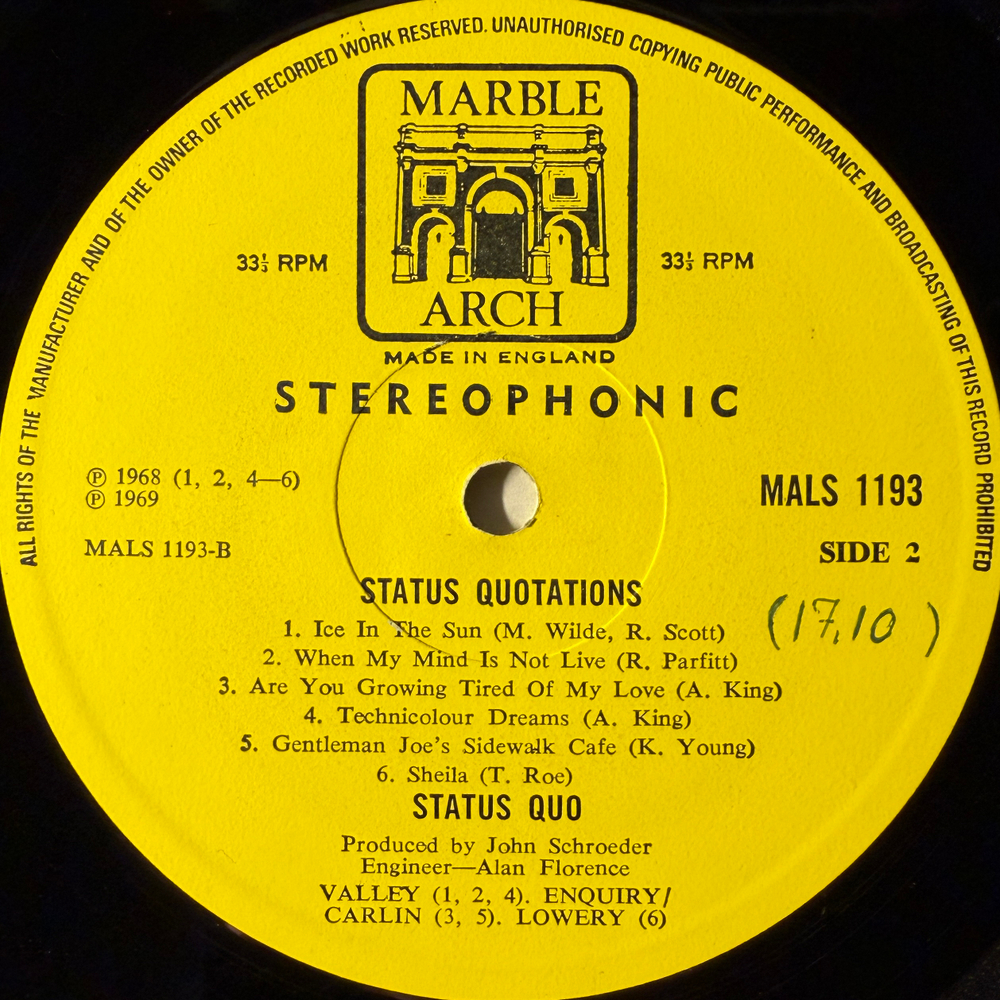 ALL RIGHTS OF THE MANUFACTURER AND OF THE OWNER OF THE RECORDED WORK RESERVED. UNAUTHORISED COPYING PUBLIC PERFORMANCE AND BROADCASTING OF THIS RECORD PROHIBITED
MARBLE
ARCH
33⅓ RPM
33⅓ RPM
MADE IN ENGLAND
STEREOPHONIC
℗ 1968 (1, 2, 4—6)
℗ 1969
MALS 1193
MALS 1193-B
SIDE 2
STATUS QUOTATIONS
(17,10 )
1. Ice In The Sun (M. Wilde, R. Scott)
2. When My Mind Is Not Live (R. Parfitt)
3. Are You Growing Tired Of My Love (A. King)
4. Technicolour Dreams (A. King)
5. Gentleman Joe's Sidewalk Cafe (K. Young)
6. Sheila (T. Roe)
STATUS QUO
Produced by John Schroeder
Engineer—Alan Florence
VALLEY (1, 2, 4). ENQUIRY/
CARLIN (3, 5). LOWERY (6)